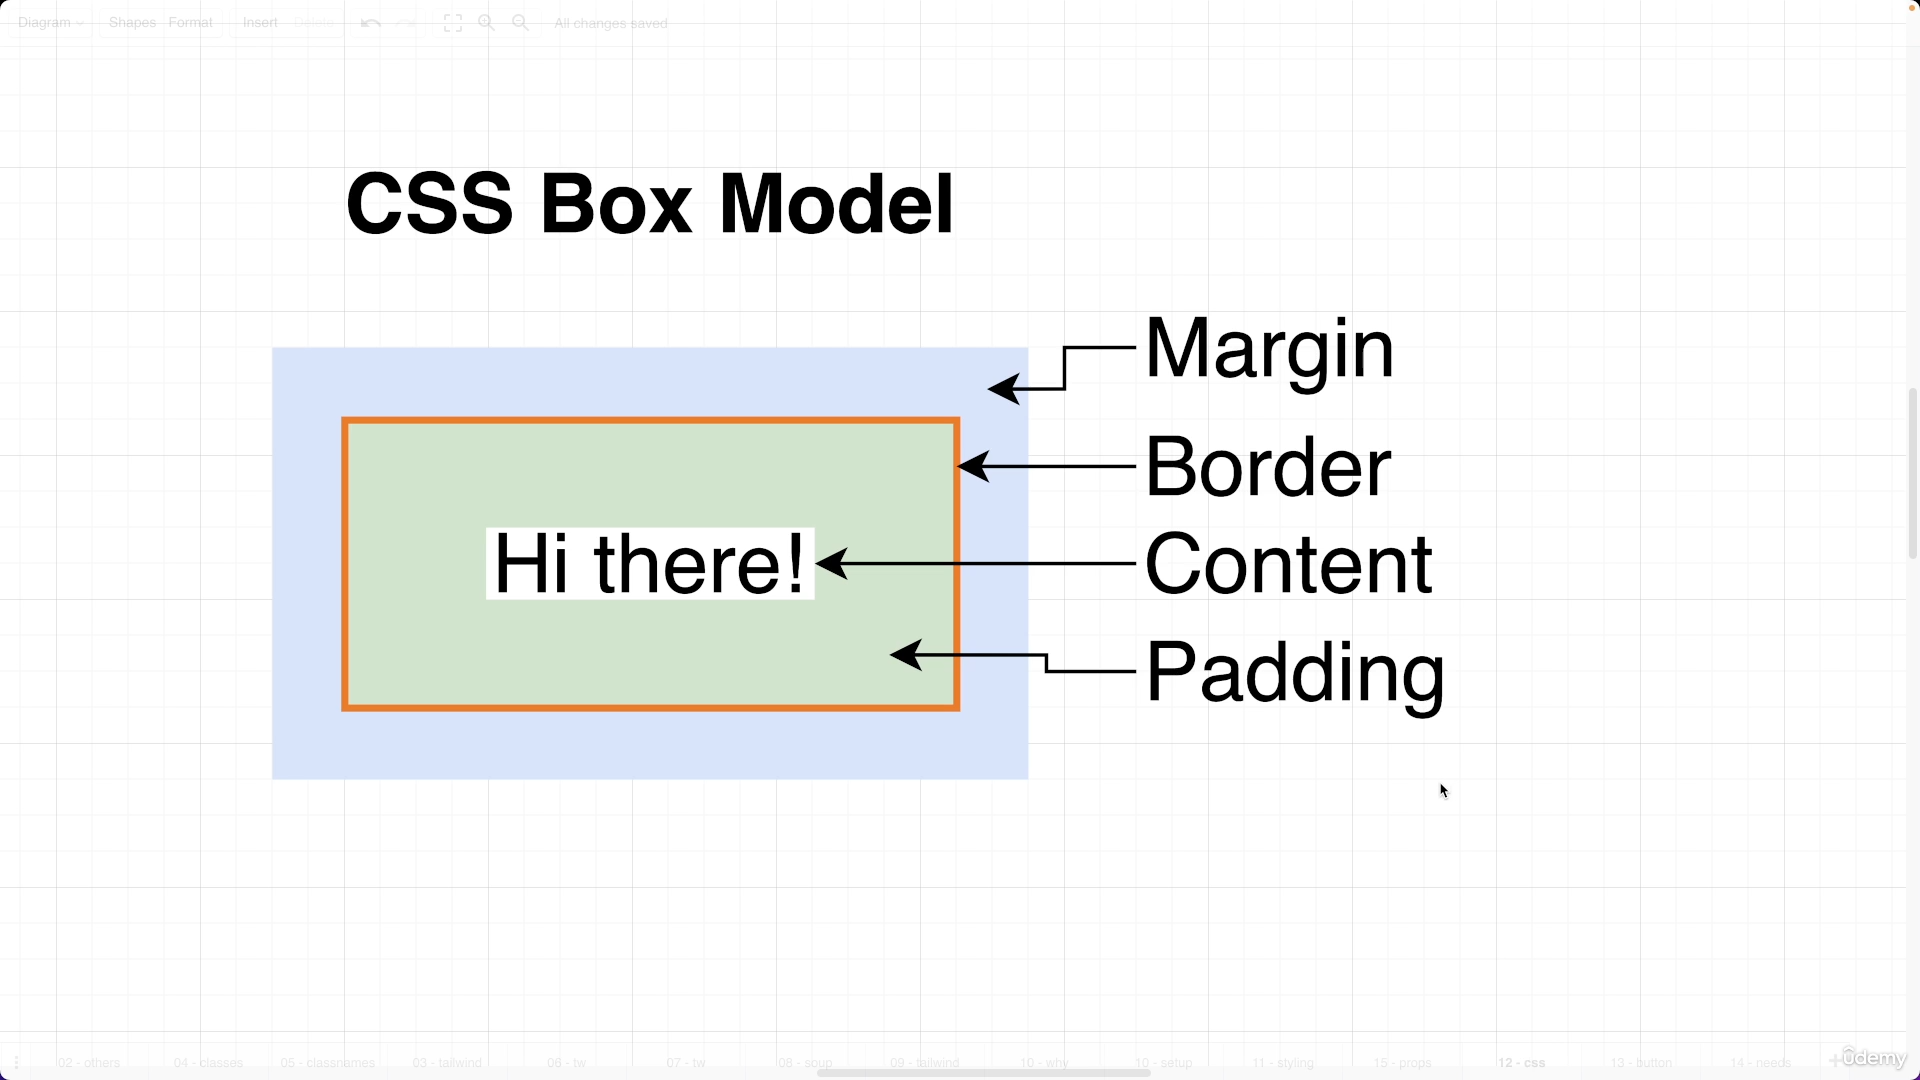 Diagram Shapes Format Insert Delete All changes saved
CSS Box Model
Margin
Border
Hi there! Content
Padding
02 - others 04 - classes 05 - classnames 03 - tailwind 06 - tw 07 - tw 08 - soup 09 - tailwind 10 - why 10 - setup 11 - styling 15 - props 12 - css 13 - button 14 - needs
ûdemy